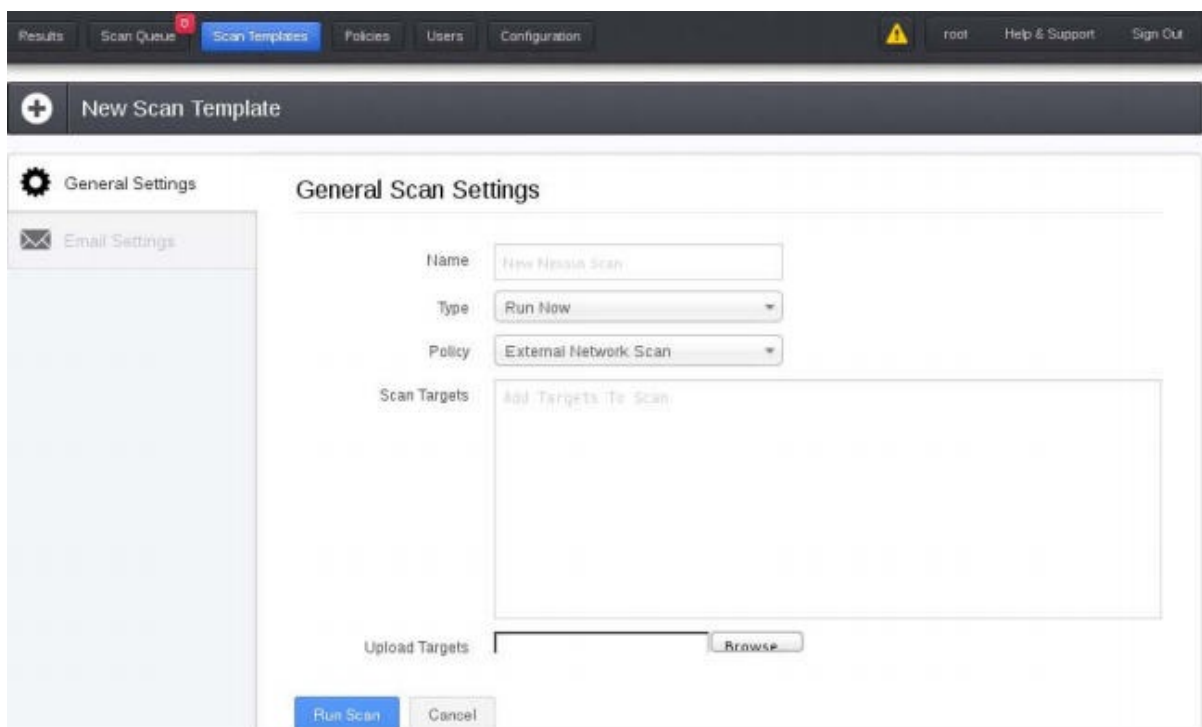 Results Scan Queue 0 Scan Templates Policies Users Configuration root Help & Support Sign Out
New Scan Template
General Settings
Email Settings
General Scan Settings
Name New Nessus Scan
Type Run Now
Policy External Network Scan
Scan Targets Add Targets To Scan
Upload Targets Browse...
Run Scan Cancel